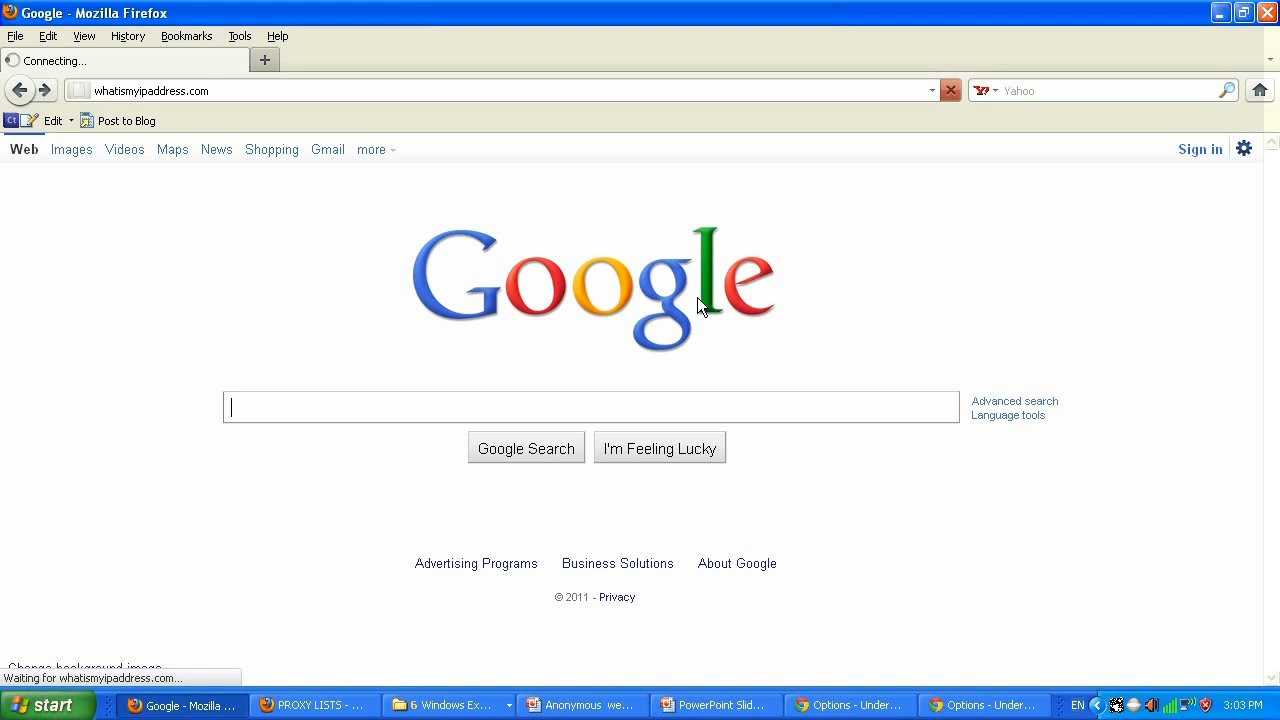 Google - Mozilla Firefox
File Edit View History Bookmarks Tools Help
Connecting...
whatismyipaddress.com
Yahoo
Ct Edit Post to Blog
Web Images Videos Maps News Shopping Gmail more
Sign in
Google
Advanced search
Language tools
Google Search I'm Feeling Lucky
Advertising Programs Business Solutions About Google
© 2011 - Privacy
Change background image
Waiting for whatismyipaddress.com...
start Google - Mozilla ... PROXY LISTS - ... 6 Windows Ex... Anonymous we... PowerPoint Slid... Options - Under... Options - Under... EN 3:03 PM